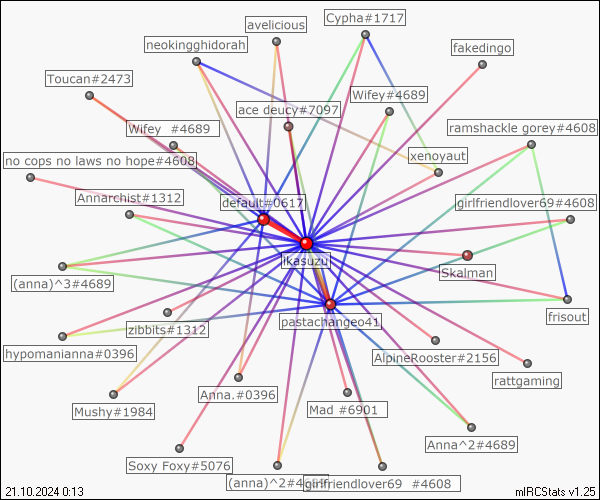 avelicious
Cypha#1717
neokingghidorah
fakedingo
Toucan#2473
ace deucy#7097
Wifey#4689
Wifey #4689
ramshackle gorey#4608
no cops no laws no hope#4608
xenoyaut
Annarchist#1312
default#0617
girlfriendlover69#4608
ikasuzu
Skalman
(anna)^3#4689
zibbits#1312
pastachangeo41
frisout
hypomanianna#0396
AlpineRooster#2156
rattgaming
Anna.#0396
Mushy#1984
Mad #6901
Anna^2#4689
Soxy Foxy#5076
(anna)^2#4689
girlfriendlover69 #4608
21.10.2024 0:13
mIRCStats v1.25